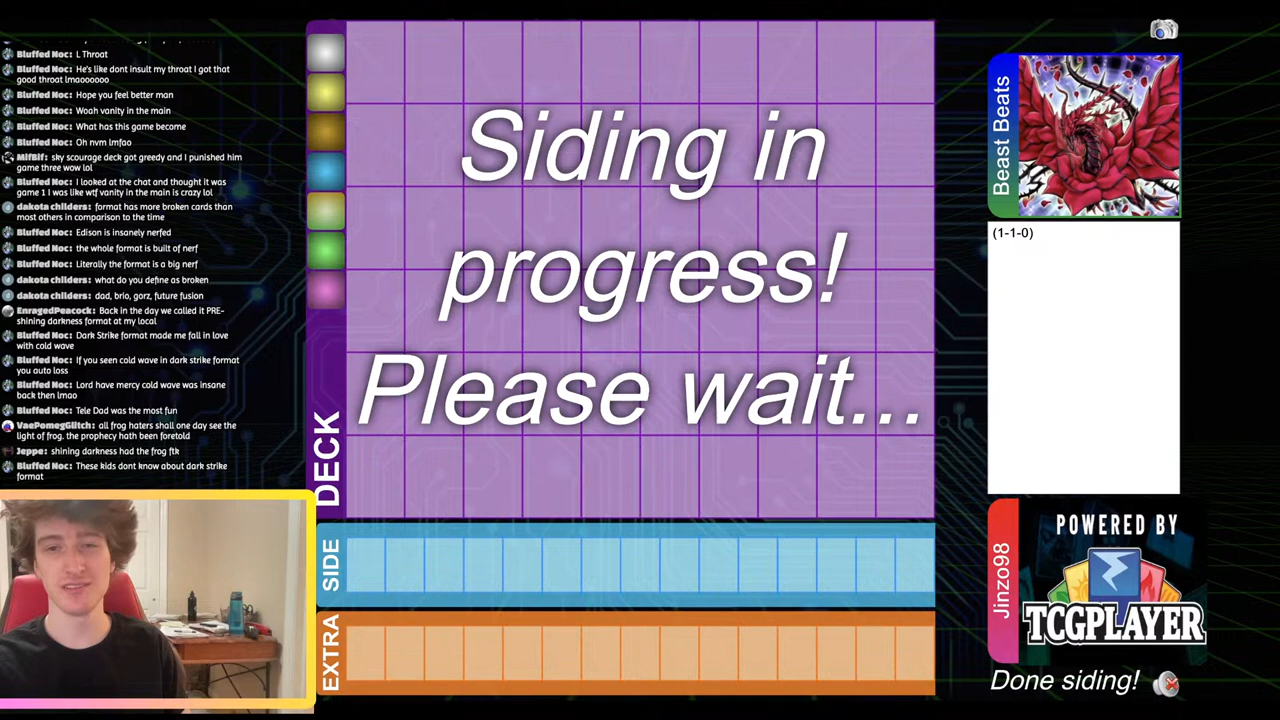 Bluffed Noc: L Throat
Bluffed Noc: He's like dont insult my throat I got that
good throat lmaoooooo
Bluffed Noc: Hope you feel better man
Bluffed Noc: Woah vanity in the main
Bluffed Noc: What has this game become
Bluffed Noc: Oh nvm lmfao
MifBif: sky scourage deck got greedy and I punished him
game three wow lol
Bluffed Noc: I looked at the chat and thought it was
game 1 I was like wtf vanity in the main is crazy lol
dakota childers: format has more broken cards than
most others in comparison to the time
Bluffed Noc: Edison is insanely nerfed
Bluffed Noc: the whole format is built of nerf
Bluffed Noc: Literally the format is a big nerf
dakota childers: what do you define as broken
dakota childers: dad, brio, gorz, future fusion
EnragedPeacock: Back in the day we called it PRE-
shining darkness format at my local
Bluffed Noc: Dark Strike format made me fall in love
with cold wave
Bluffed Noc: If you seen cold wave in dark strike format
you auto loss
Bluffed Noc: Lord have mercy cold wave was insane
back then lmao
Bluffed Noc: Tele Dad was the most fun
VaePomegGlitch: all frog haters shall one day see the
light of frog. the prophecy hath been foretold
Jeppe: shining darkness had the frog ftk
Bluffed Noc: These kids dont know about dark strike
format
DECK
Siding in
progress!
Please wait...
SIDE
EXTRA
Beast Beats
(1-1-0)
Jinzo98
POWERED BY
TCGPLAYER
Done siding!